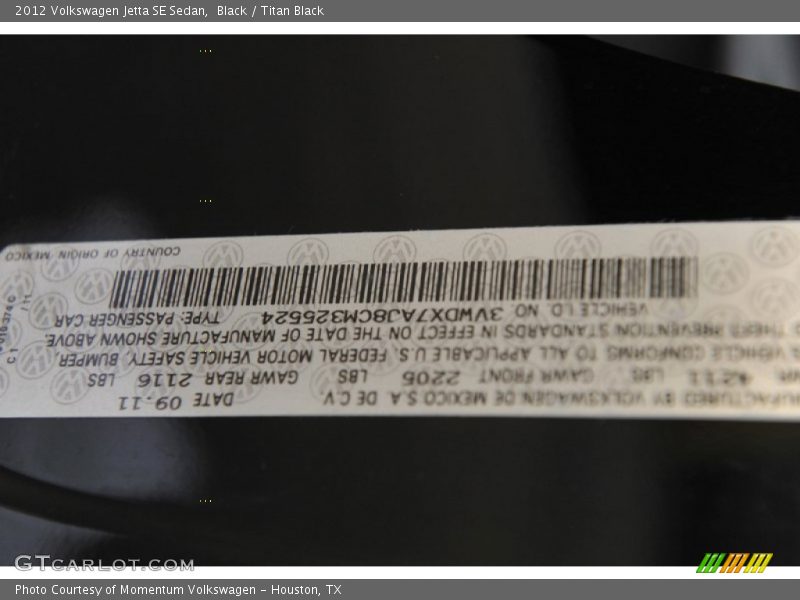 2012 Volkswagen Jetta SE Sedan, Black / Titan Black
MANUFACTURED BY VOLKSWAGEN DE MEXICO S.A. DE C.V. DATE 09-11
4211 LBS GAWR FRONT 2205 LBS GAWR REAR 2116 LBS
VEHICLE CONFORMS TO ALL APPLICABLE U.S. FEDERAL MOTOR VEHICLE SAFETY, BUMPER,
THEFT PREVENTION STANDARDS IN EFFECT ON THE DATE OF MANUFACTURE SHOWN ABOVE.
VEHICLE I.D. NO. 3VWDX7AJ8CM325524 TYPE: PASSENGER CAR
COUNTRY OF ORIGIN MEXICO
GTCARLOT.COM
Photo Courtesy of Momentum Volkswagen - Houston, TX